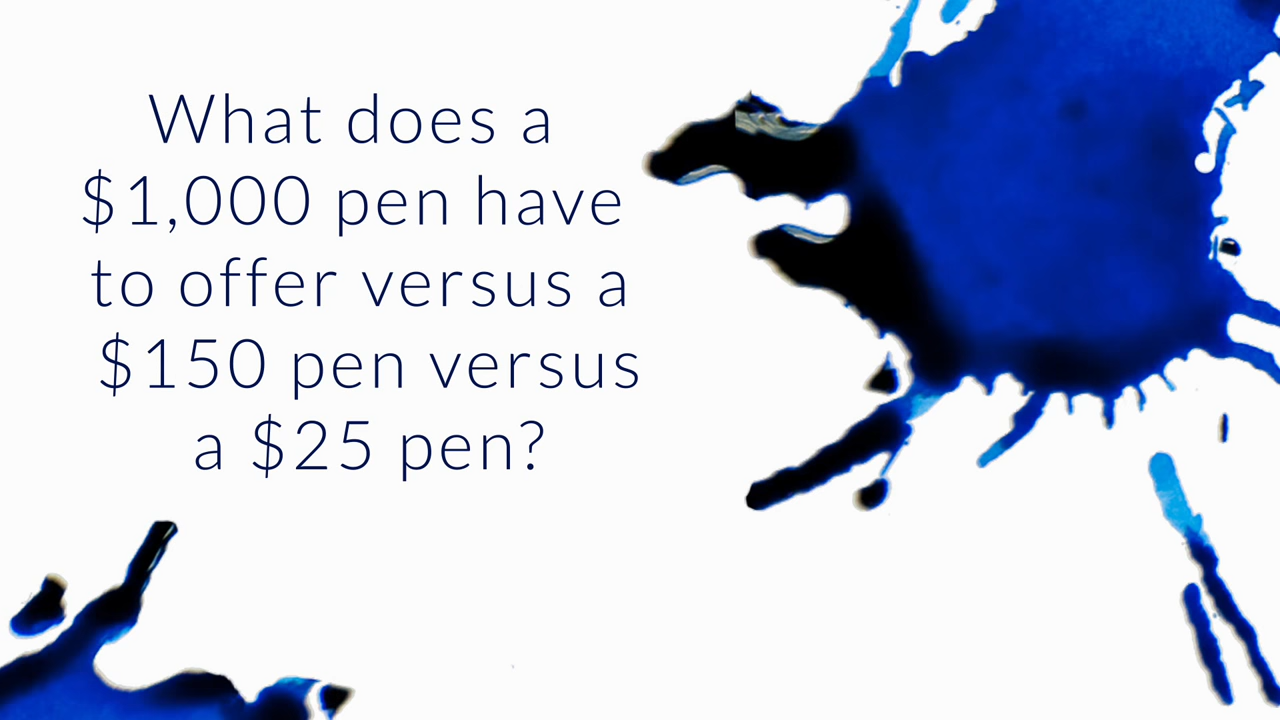 What does a
$1,000 pen have
to offer versus a
$150 pen versus
a $25 pen?